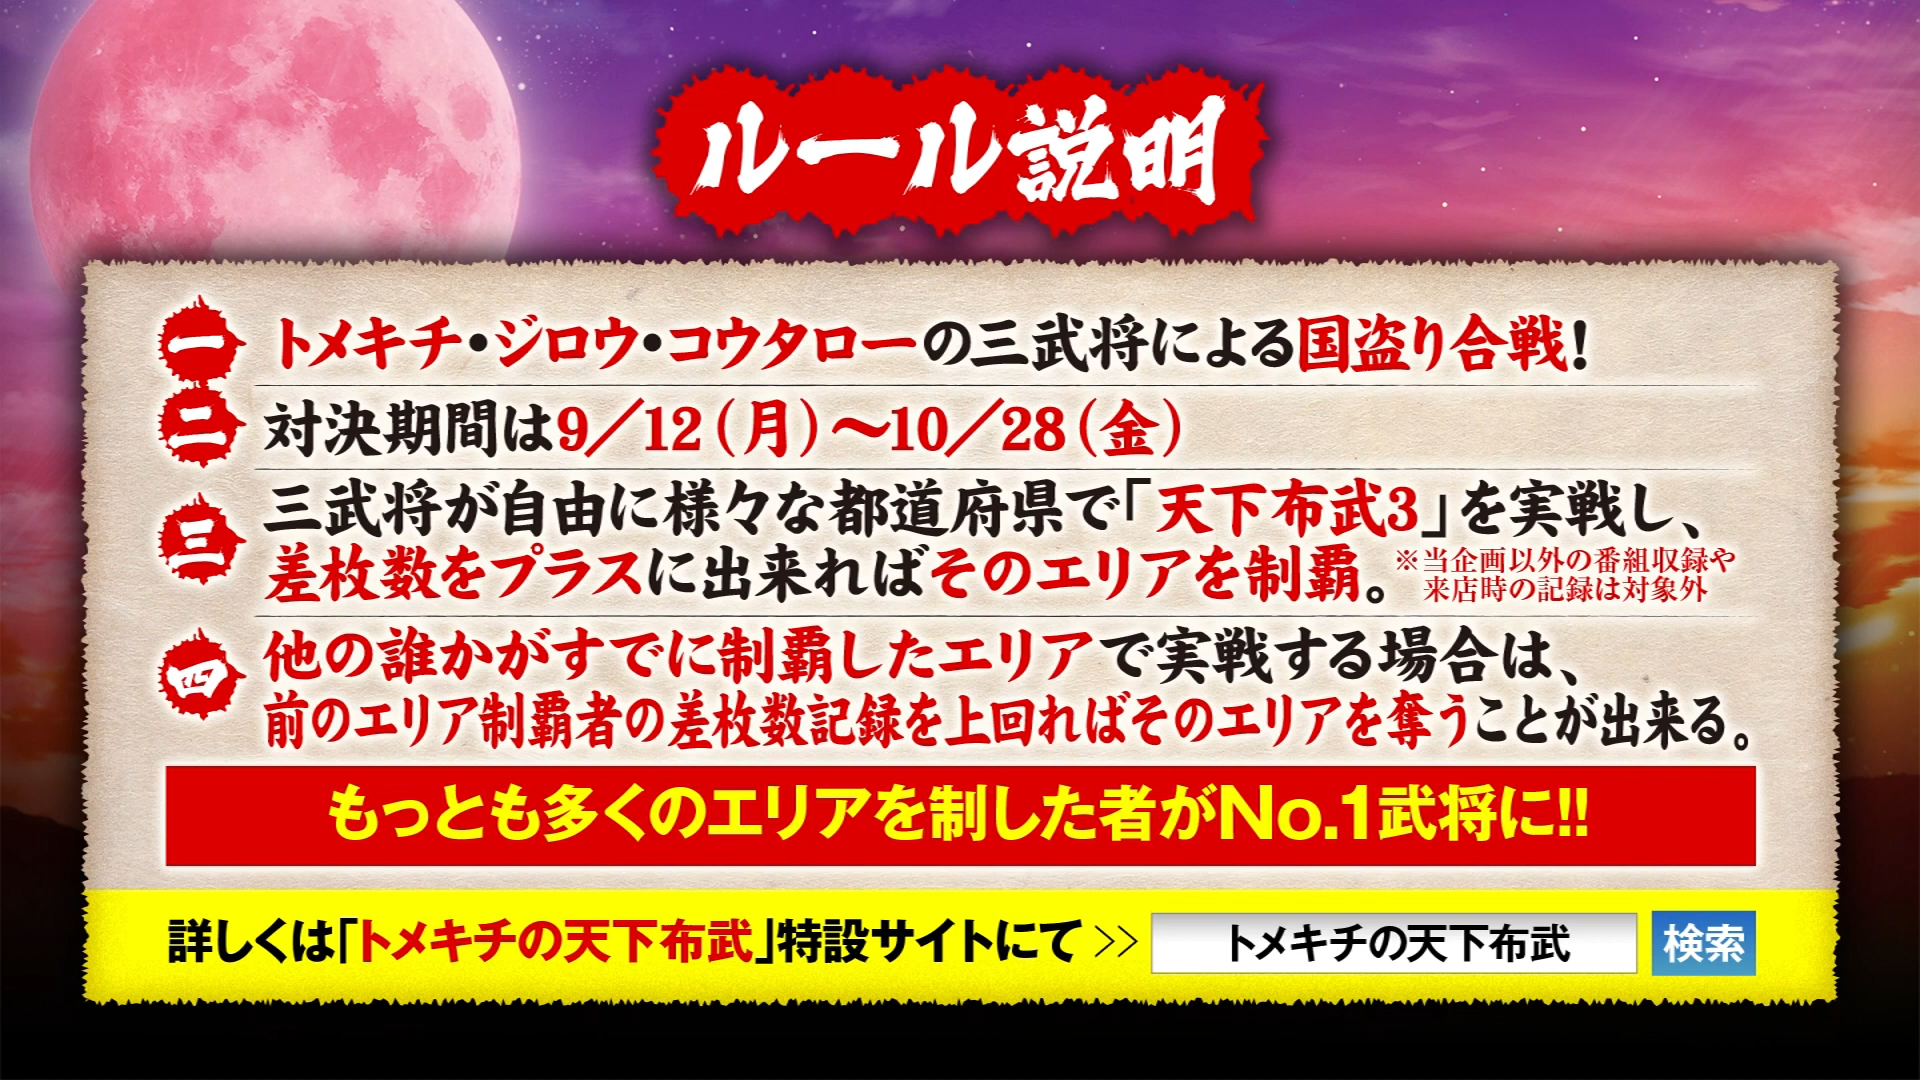 ルール説明
一 トメキチ・ジロウ・コウタローの三武将による国盗り合戦!
二 対決期間は9/12(月)~10/28(金)
三 三武将が自由に様々な都道府県で「天下布武3」を実戦し、
差枚数をプラスに出来ればそのエリアを制覇。
※当企画以外の番組収録や
来店時の記録は対象外
四 他の誰かがすでに制覇したエリアで実戦する場合は、
前のエリア制覇者の差枚数記録を上回ればそのエリアを奪うことが出来る。
もっとも多くのエリアを制した者がNo.1武将に!!
詳しくは「トメキチの天下布武」特設サイトにて >> トメキチの天下布武 検索